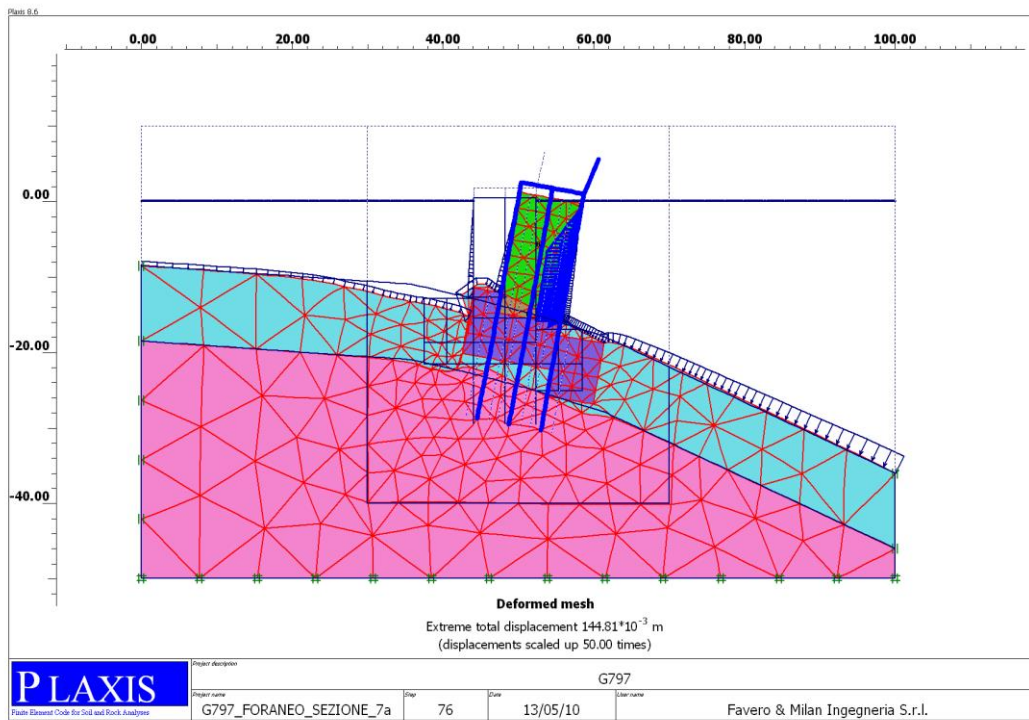 Plaxis 8.6
0.00 20.00 40.00 60.00 80.00 100.00
0.00
-20.00
-40.00
Deformed mesh
Extreme total displacement 144.81*10-3 m
(displacements scaled up 50.00 times)
PLAXIS
Finite Element Code for Soil and Rock Analyses
Project description
G797
Project name
G797_FORANEO_SEZIONE_7a
Step
76
Date
13/05/10
User name
Favero & Milan Ingegneria S.r.l.